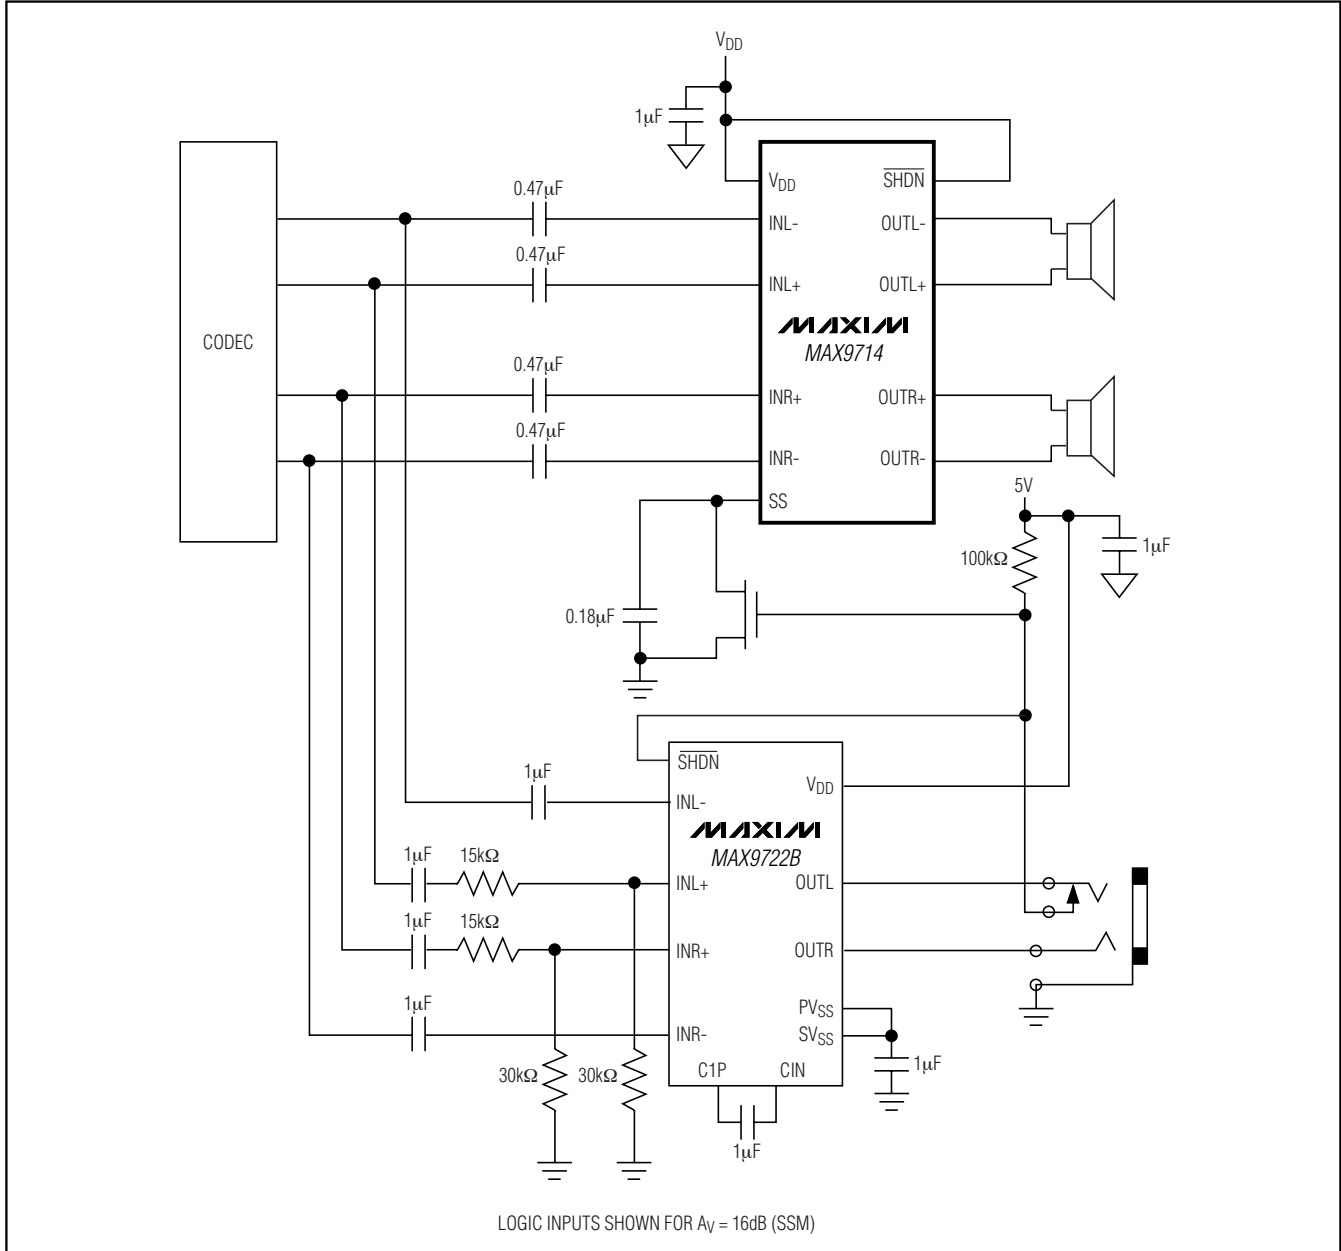 VDD
1μF
0.47μF
0.47μF
0.47μF
0.47μF
CODEC
VDD
SHDN
INL-
OUTL-
INL+
OUTL+
MAXIM
MAX9714
INR+
OUTR+
INR-
OUTR-
SS
5V
100kΩ
1μF
0.18μF
SHDN
VDD
1μF
INL-
MAXIM
MAX9722B
1μF
15kΩ
INL+
OUTL
1μF
15kΩ
INR+
OUTR
1μF
INR-
PVSS
SVSS
1μF
30kΩ
30kΩ
C1P
CIN
1μF
LOGIC INPUTS SHOWN FOR AV = 16dB (SSM)